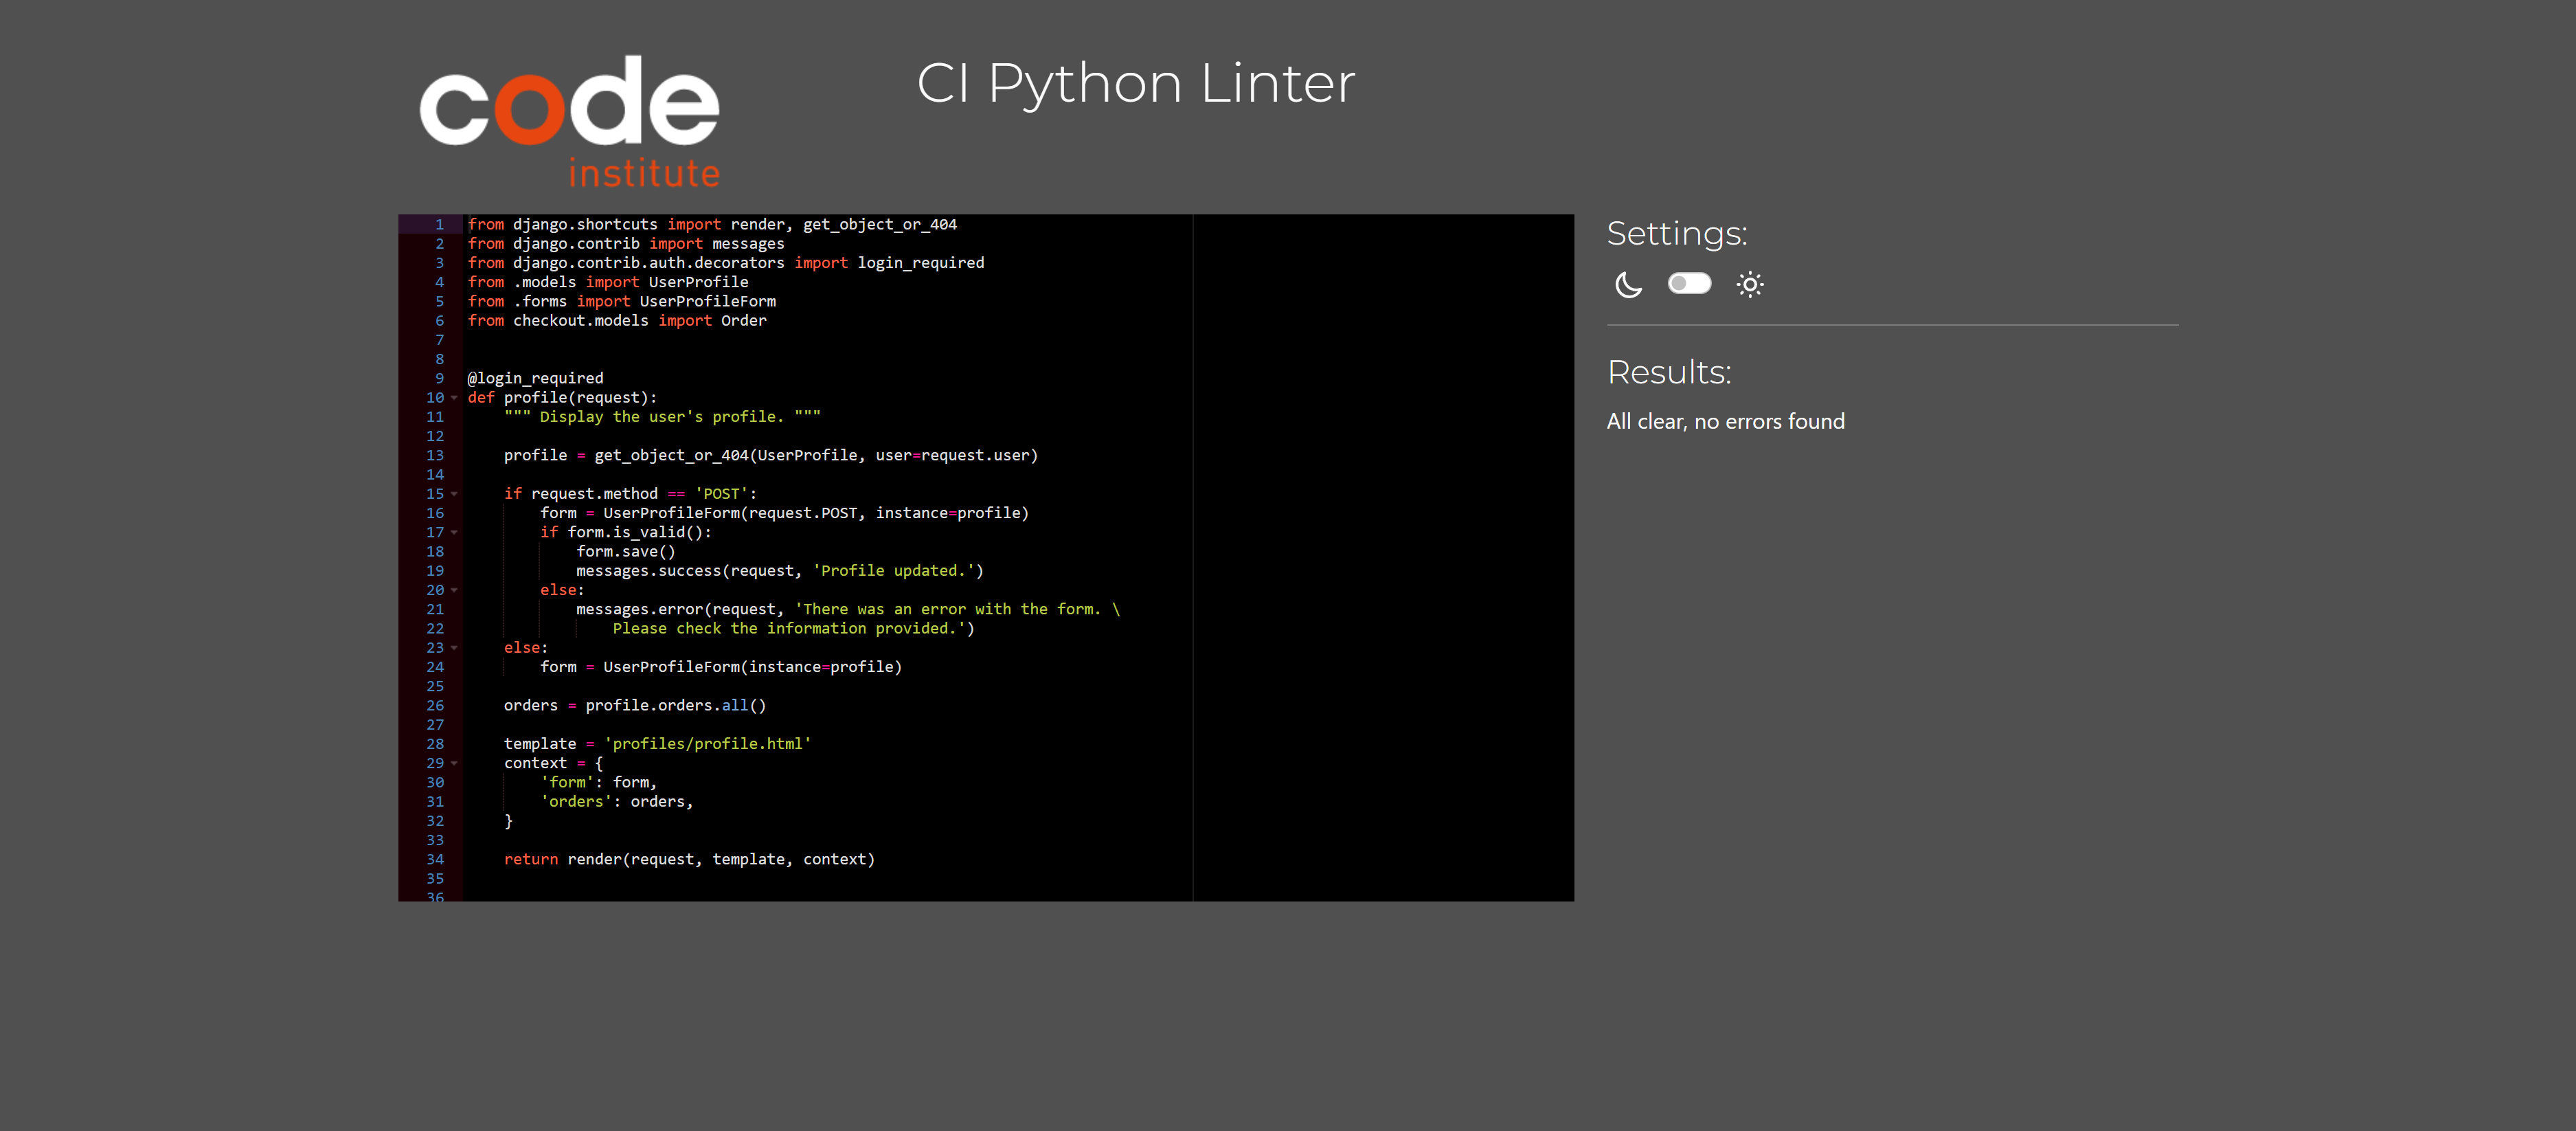 code
institute
CI Python Linter
1 from django.shortcuts import render, get_object_or_404
2 from django.contrib import messages
3 from django.contrib.auth.decorators import login_required
4 from .models import UserProfile
5 from .forms import UserProfileForm
6 from checkout.models import Order
7
8
9 @login_required
10 def profile(request):
11     """ Display the user's profile. """
12
13     profile = get_object_or_404(UserProfile, user=request.user)
14
15     if request.method == 'POST':
16         form = UserProfileForm(request.POST, instance=profile)
17         if form.is_valid():
18             form.save()
19             messages.success(request, 'Profile updated.')
20         else:
21             messages.error(request, 'There was an error with the form. \
22                 Please check the information provided.')
23     else:
24         form = UserProfileForm(instance=profile)
25
26     orders = profile.orders.all()
27
28     template = 'profiles/profile.html'
29     context = {
30         'form': form,
31         'orders': orders,
32     }
33
34     return render(request, template, context)
35
36
Settings:
Results:
All clear, no errors found